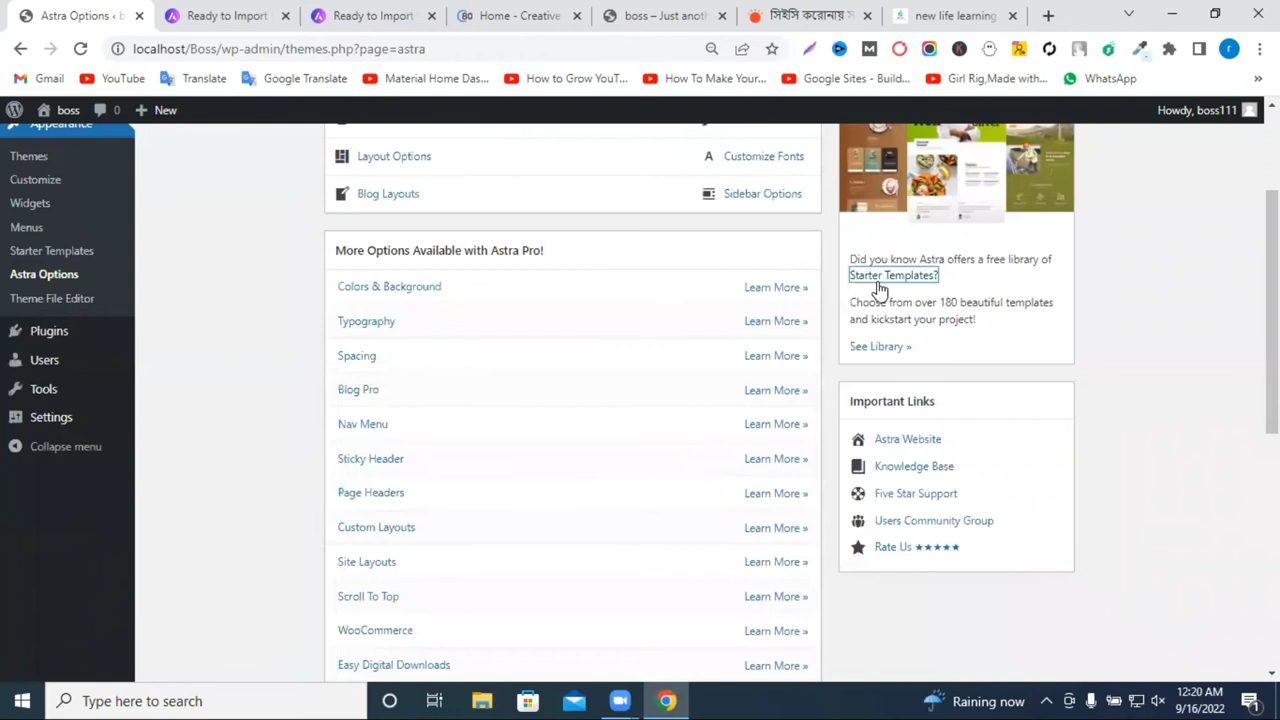 Astra Options ‹ b
Ready to Import
Ready to Import
Home - Creative
boss – Just anoth
সিইসি করোনায় স
new life learning
localhost/Boss/wp-admin/themes.php?page=astra
Gmail
YouTube
Translate
Google Translate
Material Home Das...
How to Grow YouT...
How To Make Your...
Google Sites - Build...
Girl Rig,Made with...
WhatsApp
»
boss
0
New
Howdy, boss111
Appearance
Themes
Customize
Widgets
Menus
Starter Templates
Astra Options
Theme File Editor
Plugins
Users
Tools
Settings
Collapse menu
Layout Options
Customize Fonts
Blog Layouts
Sidebar Options
More Options Available with Astra Pro!
Colors & Background Learn More »
Typography Learn More »
Spacing Learn More »
Blog Pro Learn More »
Nav Menu Learn More »
Sticky Header Learn More »
Page Headers Learn More »
Custom Layouts Learn More »
Site Layouts Learn More »
Scroll To Top Learn More »
WooCommerce Learn More »
Easy Digital Downloads Learn More »
Did you know Astra offers a free library of
Starter Templates?
Choose from over 180 beautiful templates
and kickstart your project!
See Library »
Important Links
Astra Website
Knowledge Base
Five Star Support
Users Community Group
Rate Us ★★★★★
Type here to search
Raining now
12:20 AM
9/16/2022
1